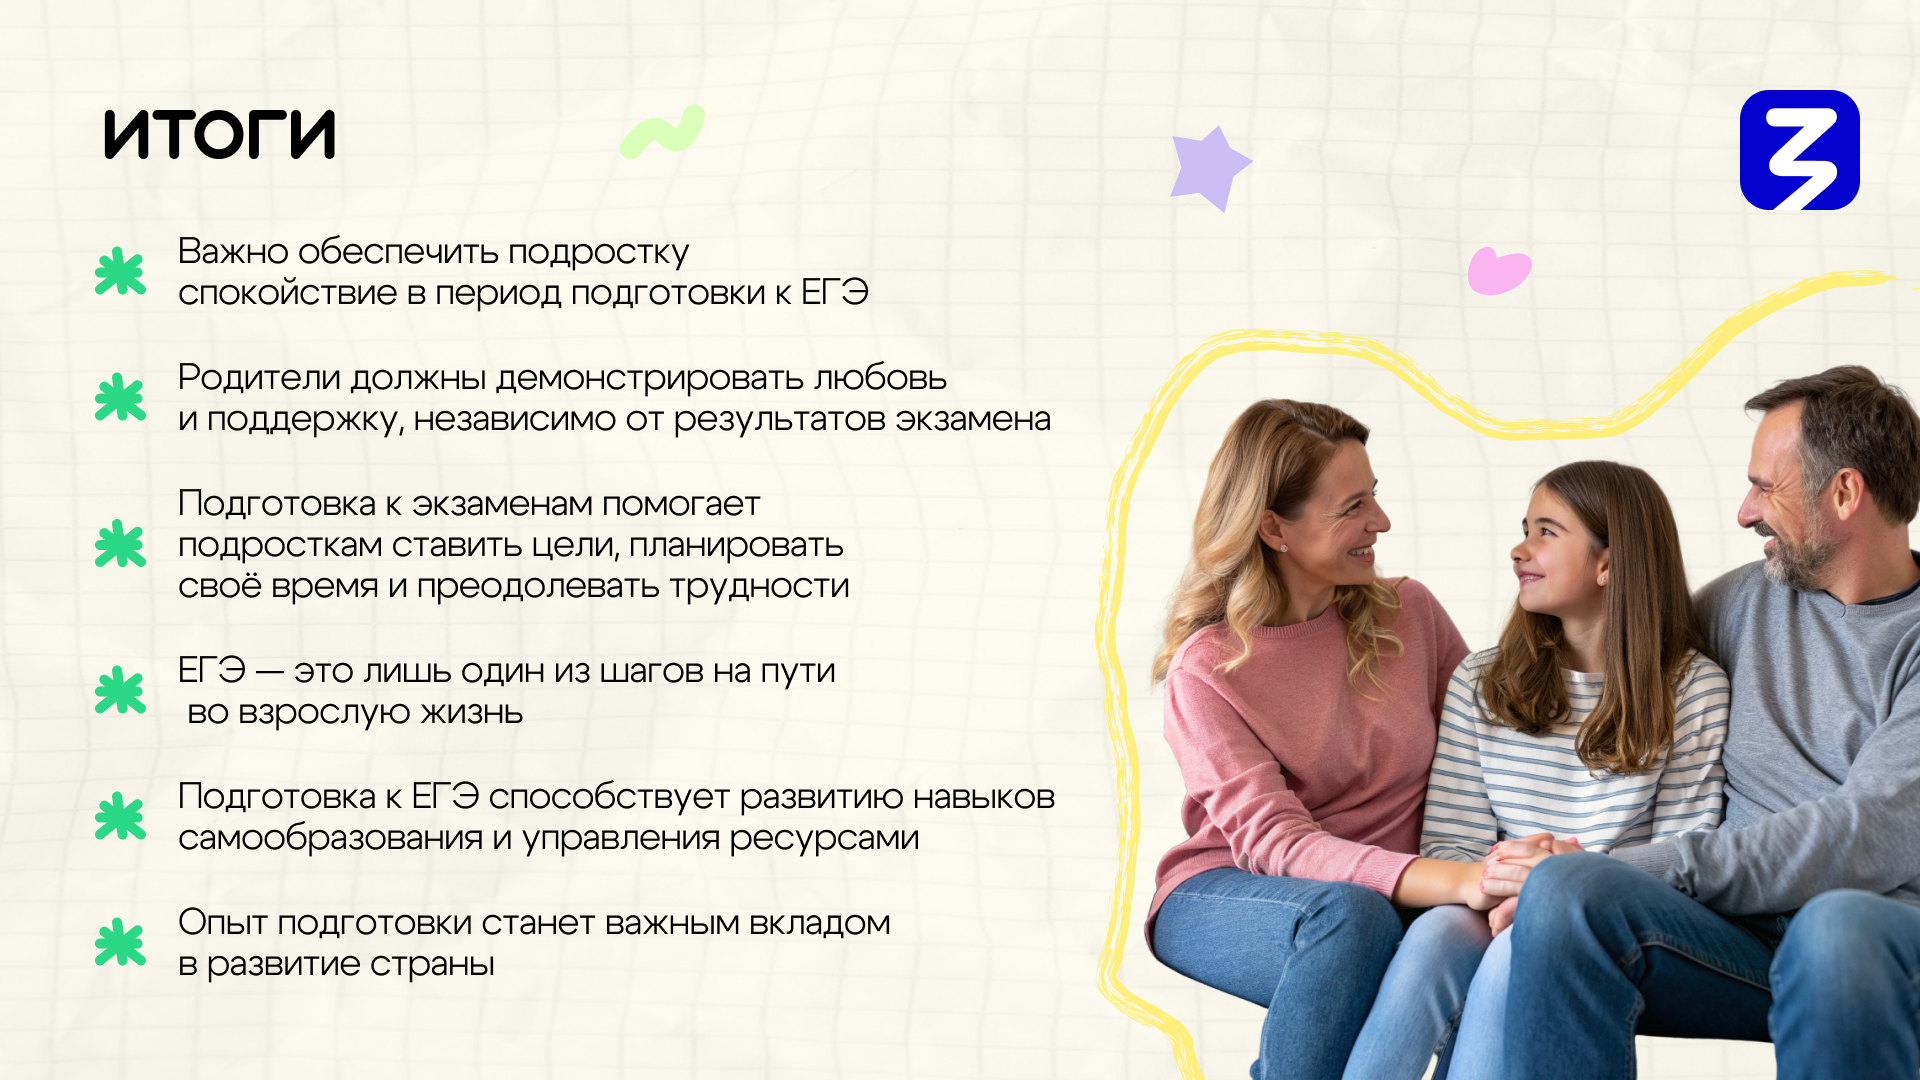 ИТОГИ
Важно обеспечить подростку
спокойствие в период подготовки к ЕГЭ
Родители должны демонстрировать любовь
и поддержку, независимо от результатов экзамена
Подготовка к экзаменам помогает
подросткам ставить цели, планировать
своё время и преодолевать трудности
ЕГЭ — это лишь один из шагов на пути
во взрослую жизнь
Подготовка к ЕГЭ способствует развитию навыков
самообразования и управления ресурсами
Опыт подготовки станет важным вкладом
в развитие страны